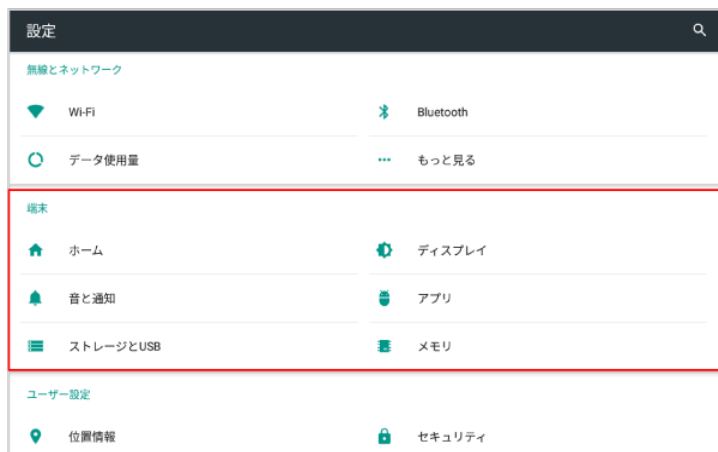 設定
無線とネットワーク
Wi-Fi
Bluetooth
データ使用量
もっと見る
端末
ホーム
ディスプレイ
音と通知
アプリ
ストレージとUSB
メモリ
ユーザー設定
位置情報
セキュリティ